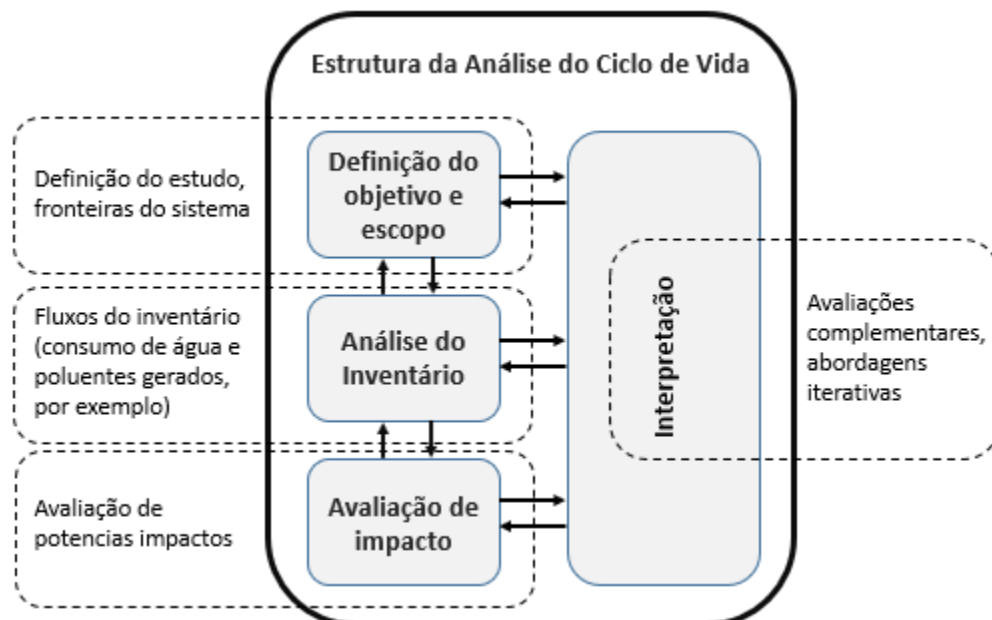 Estrutura da Análise do Ciclo de Vida
Definição do estudo,
fronteiras do sistema
Definição do
objetivo e
escopo
Fluxos do inventário
(consumo de água e
poluentes gerados,
por exemplo)
Análise do
Inventário
Avaliação de
potencias impactos
Avaliação de
impacto
Interpretação
Avaliações
complementares,
abordagens
iterativas